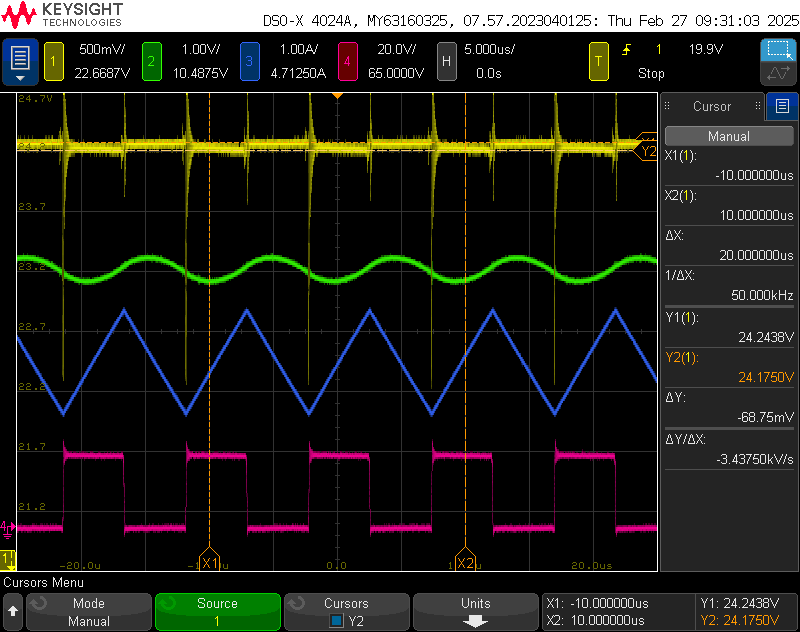 KEYSIGHT
TECHNOLOGIES
DSO-X 4024A, MY63160325, 07.57.2023040125: Thu Feb 27 09:31:03 2025
1 500mV/ 2 1.00V/ 3 1.00A/ 4 20.0V/ H 5.000us/ T 1 19.9V
22.6687V 10.4875V 4.71250A 65.0000V 0.0s Stop
24.7V
23.7
23.2
22.7
22.2
21.7
21.2
Y2
4
1
-20.0u
X1
0.0
X2
20.0us
Cursor
Manual
X1(1):
-10.000000us
X2(1):
10.000000us
ΔX:
20.000000us
1/ΔX:
50.000kHz
Y1(1):
24.2438V
Y2(1):
24.1750V
ΔY:
-68.75mV
ΔY/ΔX:
-3.43750kV/s
Cursors Menu
Mode
Manual
Source
1
Cursors
Y2
Units
X1: -10.000000us
X2: 10.000000us
Y1: 24.2438V
Y2: 24.1750V